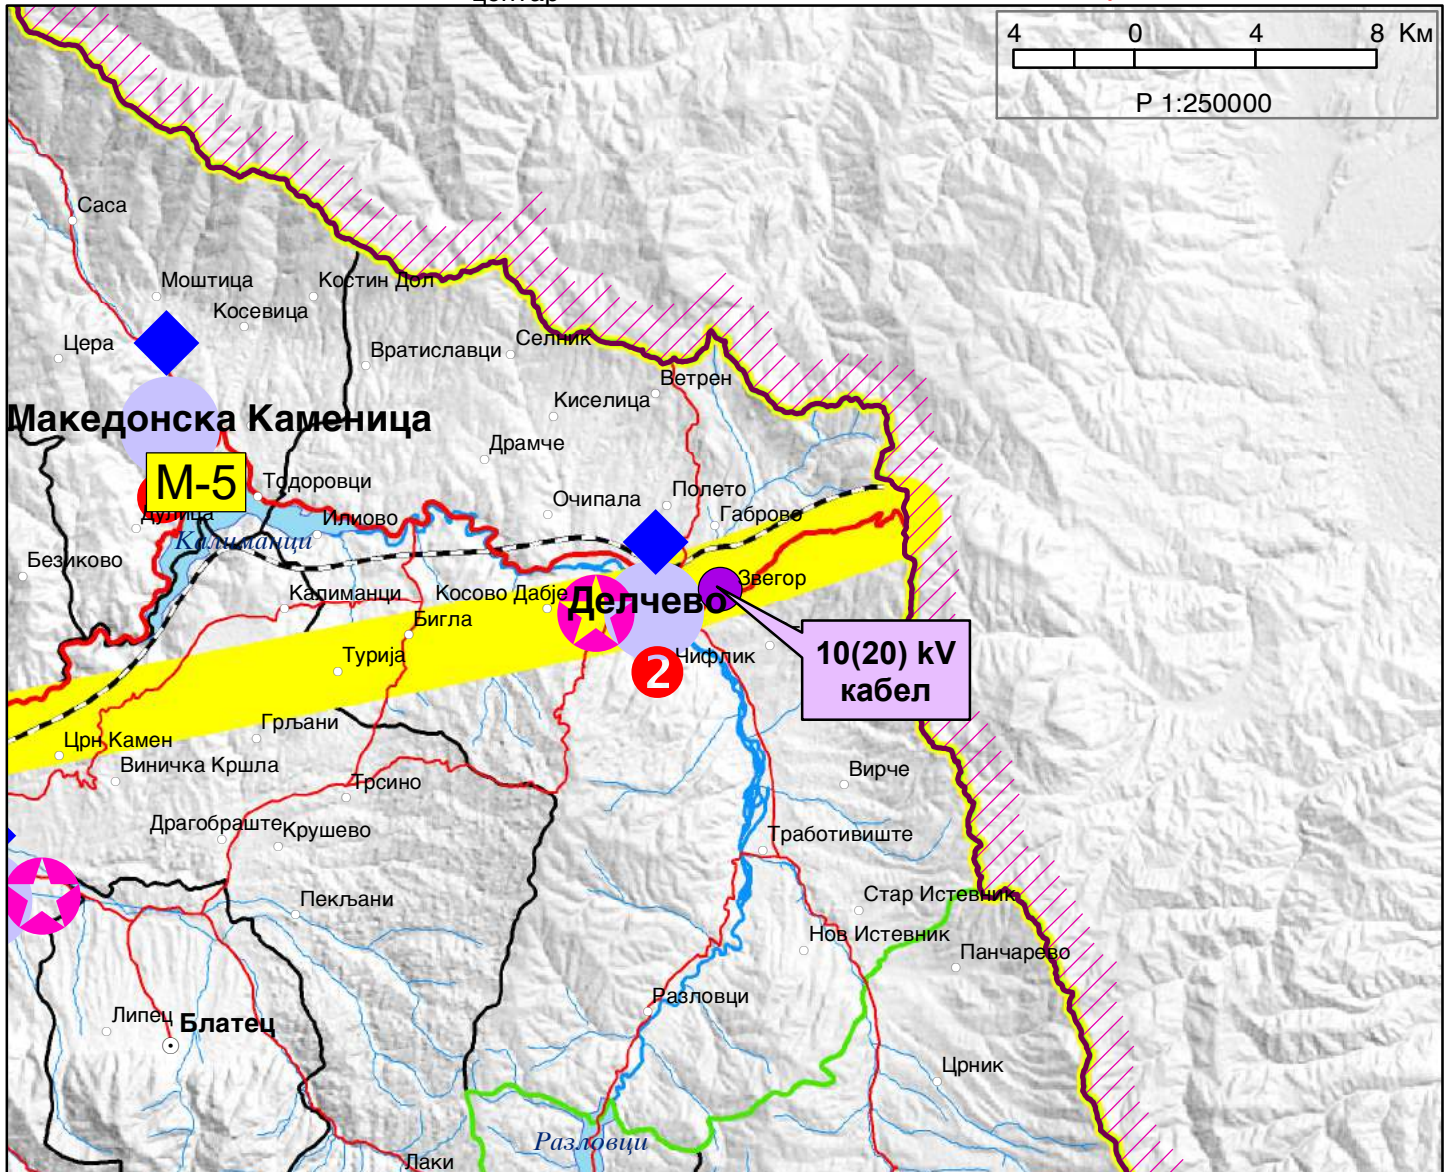 центар
4 0 4 8 Км
Р 1:250000
Саса
Моштица
Костин Дол
Косевица
Цера
Вратиславци
Селник
Ветрен
Киселица
Македонска Каменица
Драмче
М-5
Тодоровци
Очипала
Полето
Дулица
Илиово
Габрово
Калиманци
Безиково
Звегор
Калиманци
Косово Дабје
Делчево
Бигла
Турија
Чифлик
2
10(20) kV
кабел
Грљани
Црн Камен
Виничка Кршла
Вирче
Трсино
Драгобраште
Крушево
Тработивиште
Пекљани
Стар Истевник
Нов Истевник
Панчарево
Разловци
Липец
Блатец
Црник
Разловци
Лаки